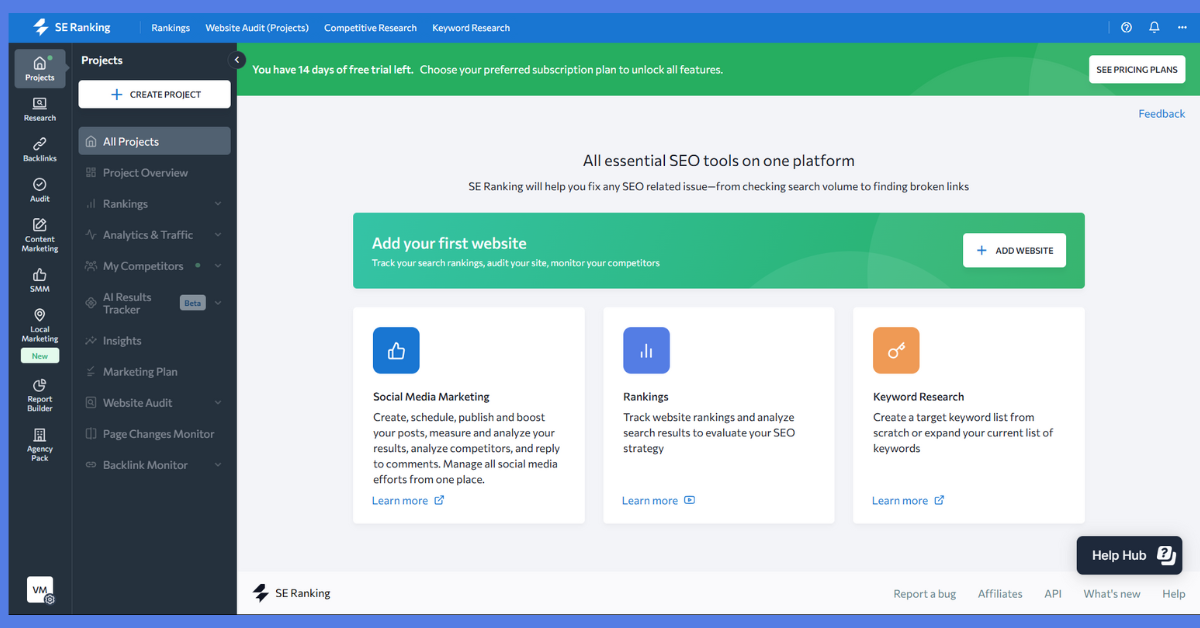 SE Ranking
Rankings
Website Audit (Projects)
Competitive Research
Keyword Research
Projects
Research
Backlinks
Audit
Content
Marketing
SMM
Local
Marketing
New
Report
Builder
Agency
Pack
VM
Projects
CREATE PROJECT
All Projects
Project Overview
Rankings
Analytics & Traffic
My Competitors
AI Results
Tracker
Beta
Insights
Marketing Plan
Website Audit
Page Changes Monitor
Backlink Monitor
You have 14 days of free trial left. Choose your preferred subscription plan to unlock all features.
SEE PRICING PLANS
Feedback
All essential SEO tools on one platform
SE Ranking will help you fix any SEO related issue—from checking search volume to finding broken links
Add your first website
Track your search rankings, audit your site, monitor your competitors
ADD WEBSITE
Social Media Marketing
Create, schedule, publish and boost
your posts, measure and analyze your
results, analyze competitors, and reply
to comments. Manage all social media
efforts from one place.
Learn more
Rankings
Track website rankings and analyze
search results to evaluate your SEO
strategy
Learn more
Keyword Research
Create a target keyword list from
scratch or expand your current list of
keywords
Learn more
Help Hub
SE Ranking
Report a bug
Affiliates
API
What's new
Help